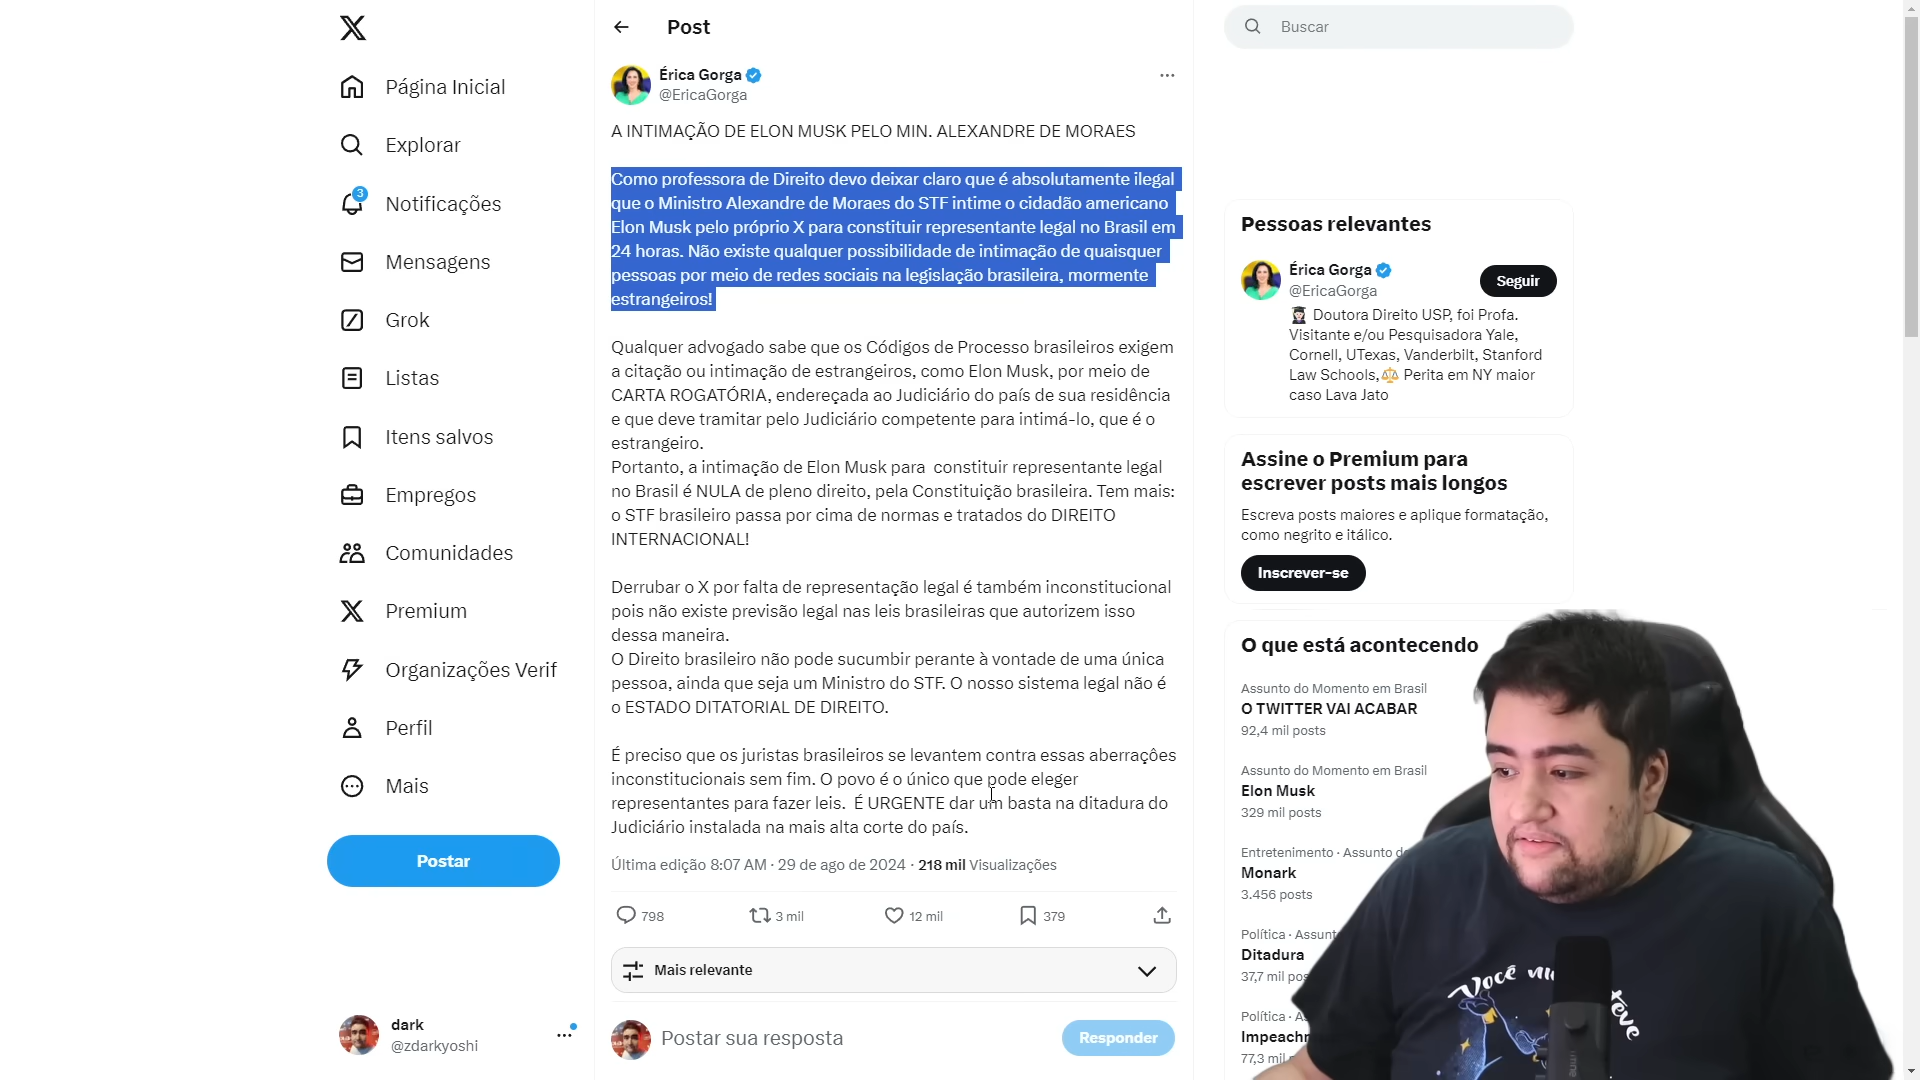 Página Inicial
Explorar
3
Notificações
Mensagens
Grok
Listas
Itens salvos
Empregos
Comunidades
Premium
Organizações Verif
Perfil
Mais
Postar
dark
@zdarkyoshi
Post
Érica Gorga
@EricaGorga
A INTIMAÇÃO DE ELON MUSK PELO MIN. ALEXANDRE DE MORAES
Como professora de Direito devo deixar claro que é absolutamente ilegal
que o Ministro Alexandre de Moraes do STF intime o cidadão americano
Elon Musk pelo próprio X para constituir representante legal no Brasil em
24 horas. Não existe qualquer possibilidade de intimação de quaisquer
pessoas por meio de redes sociais na legislação brasileira, mormente
estrangeiros!
Qualquer advogado sabe que os Códigos de Processo brasileiros exigem
a citação ou intimação de estrangeiros, como Elon Musk, por meio de
CARTA ROGATÓRIA, endereçada ao Judiciário do país de sua residência
e que deve tramitar pelo Judiciário competente para intimá-lo, que é o
estrangeiro.
Portanto, a intimação de Elon Musk para constituir representante legal
no Brasil é NULA de pleno direito, pela Constituição brasileira. Tem mais:
o STF brasileiro passa por cima de normas e tratados do DIREITO
INTERNACIONAL!
Derrubar o X por falta de representação legal é também inconstitucional
pois não existe previsão legal nas leis brasileiras que autorizem isso
dessa maneira.
O Direito brasileiro não pode sucumbir perante à vontade de uma única
pessoa, ainda que seja um Ministro do STF. O nosso sistema legal não é
o ESTADO DITATORIAL DE DIREITO.
É preciso que os juristas brasileiros se levantem contra essas aberrações
inconstitucionais sem fim. O povo é o único que pode eleger
representantes para fazer leis. É URGENTE dar um basta na ditadura do
Judiciário instalada na mais alta corte do país.
Última edição 8:07 AM · 29 de ago de 2024 · 218 mil Visualizações
798 3 mil 12 mil 379
Mais relevante
Postar sua resposta
Responder
Buscar
Pessoas relevantes
Érica Gorga
@EricaGorga
Seguir
Doutora Direito USP, foi Profa.
Visitante e/ou Pesquisadora Yale,
Cornell, UTexas, Vanderbilt, Stanford
Law Schools, Perita em NY maior
caso Lava Jato
Assine o Premium para
escrever posts mais longos
Escreva posts maiores e aplique formatação,
como negrito e itálico.
Inscrever-se
O que está acontecendo
Assunto do Momento em Brasil
O TWITTER VAI ACABAR
92,4 mil posts
Assunto do Momento em Brasil
Elon Musk
329 mil posts
Entretenimento · Assunto do
Monark
3.456 posts
Política · Assunt
Ditadura
37,7 mil pos
Política · As
Impeachm
77,3 mil
Você